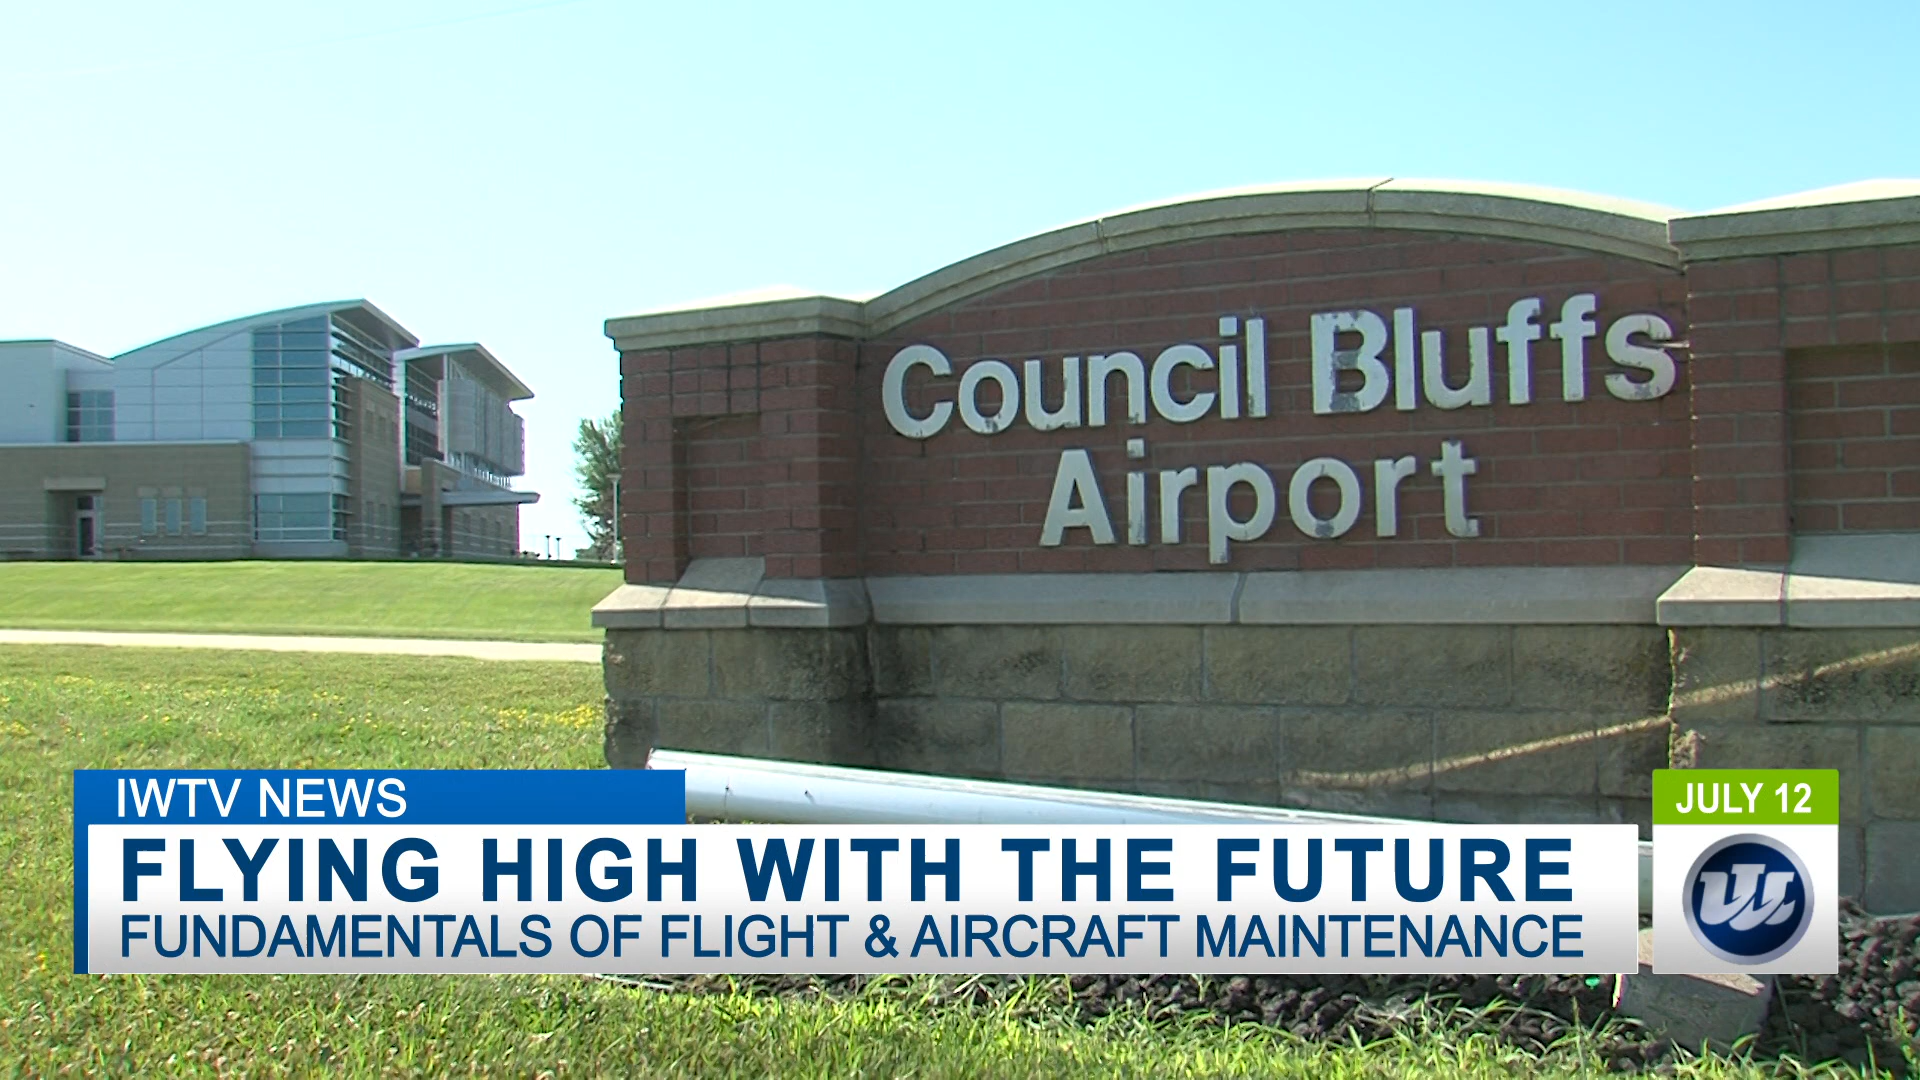 Council Bluffs
Airport
IWTV NEWS
FLYING HIGH WITH THE FUTURE
FUNDAMENTALS OF FLIGHT & AIRCRAFT MAINTENANCE
JULY 12